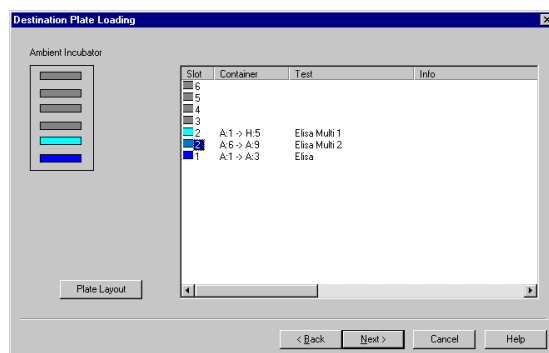 Destination Plate Loading
Ambient Incubator
Slot Container Test Info
6
5
4
3
2 A:1 -> H:5 Elisa Multi 1
2 A:6 -> A:9 Elisa Multi 2
1 A:1 -> A:3 Elisa
Plate Layout
< Back Next > Cancel Help